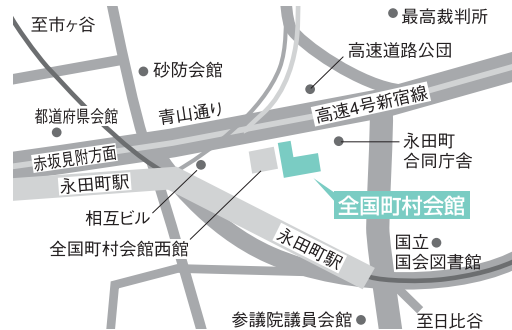 最高裁判所
至市ヶ谷
高速道路公団
砂防会館
高速4号新宿線
青山通り
都道府県会館
永田町
合同庁舎
赤坂見附方面
永田町駅
全国町村会館
相互ビル
全国町村会館西館
永田町駅
国立
国会図書館
参議院議員会館
至日比谷